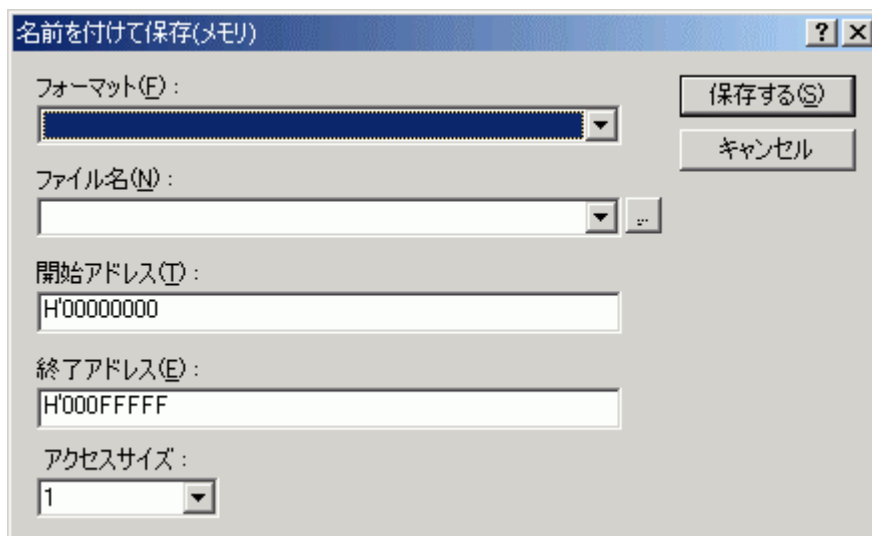 名前を付けて保存(メモリ)
フォーマット(F) :
保存する(S)
キャンセル
ファイル名(N) :
...
開始アドレス(T) :
H'00000000
終了アドレス(E) :
H'000FFFFF
アクセスサイズ :
1